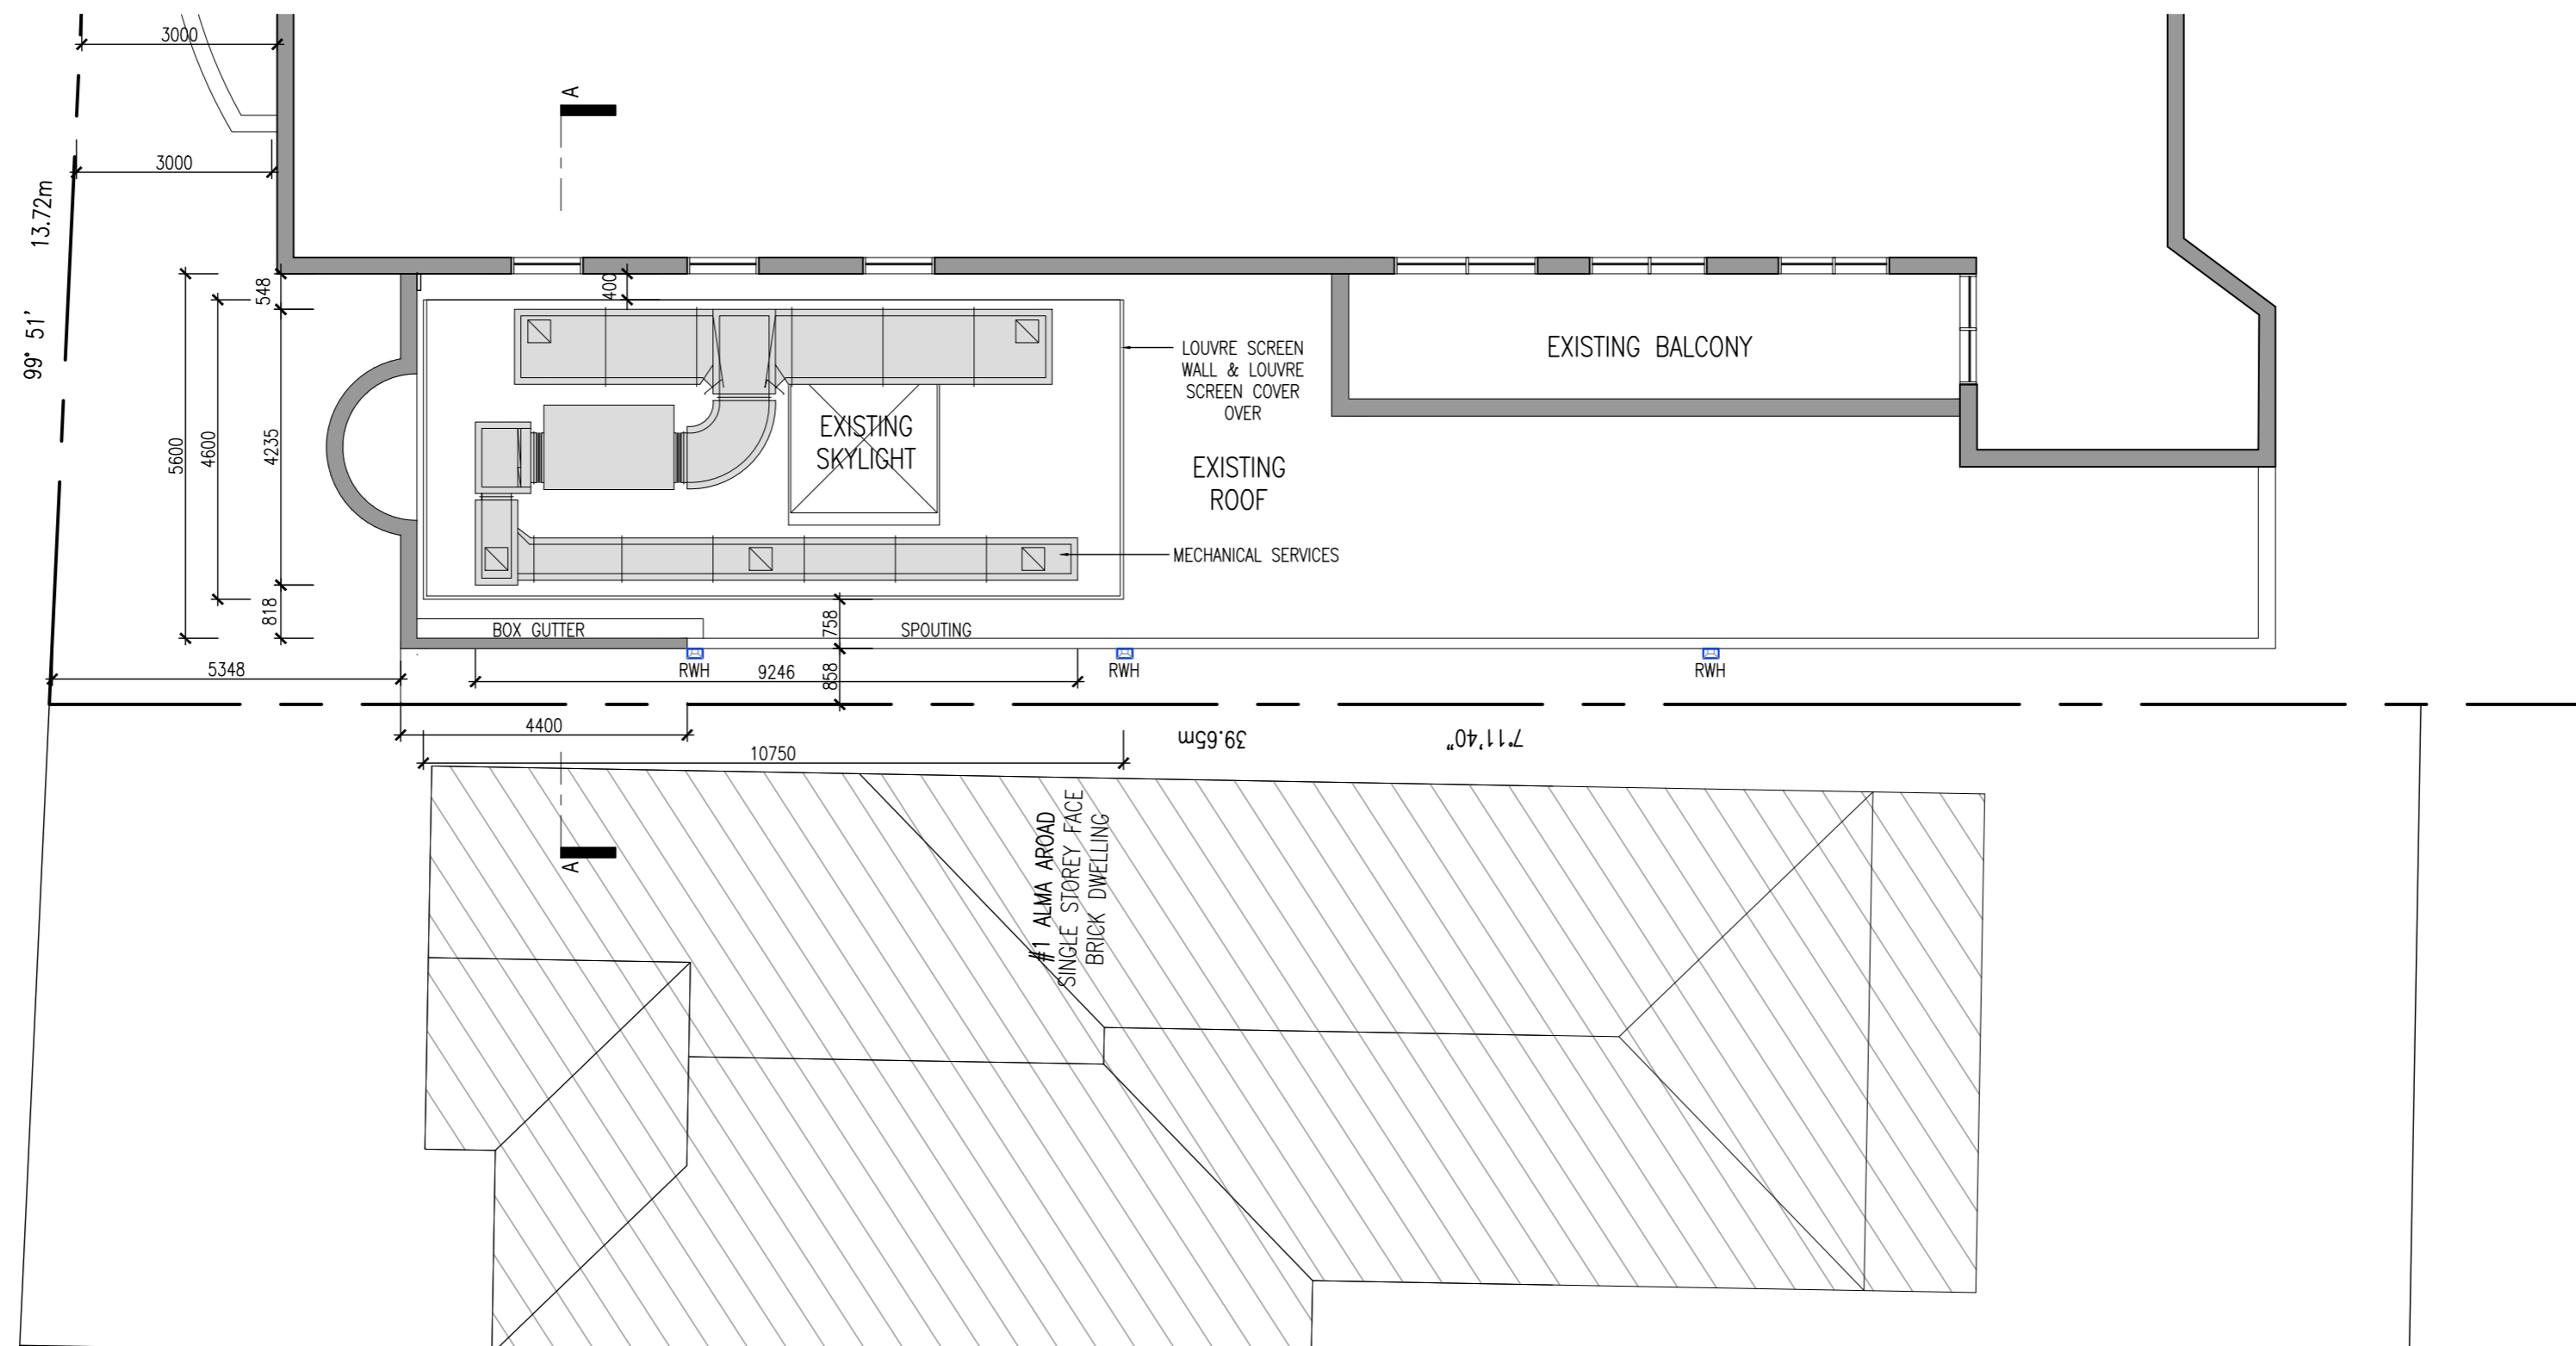 3000
A
3000
13.72m
99° 51'
548
400
5600
4600
4235
818
EXISTING BALCONY
LOUVRE SCREEN
WALL & LOUVRE
SCREEN COVER
OVER
EXISTING
SKYLIGHT
EXISTING
ROOF
MECHANICAL SERVICES
BOX GUTTER
758
SPOUTING
5348
RWH
9246
858
RWH
RWH
4400
10750
39.65m
7°11'40"
A
#1 ALMA AROAD
SINGLE STOREY FACE
BRICK DWELLING